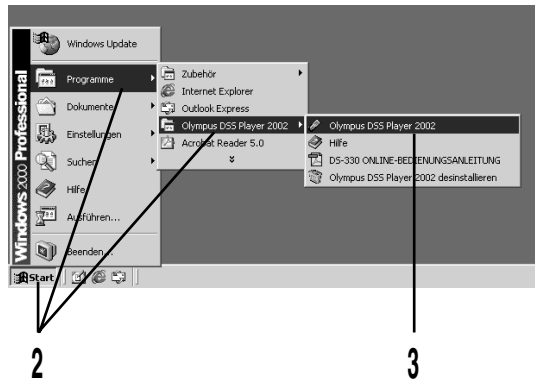 Windows 2000 Professional
Windows Update
Programme
Dokumente
Einstellungen
Suchen
Hilfe
Ausführen...
Beenden...
Zubehör
Internet Explorer
Outlook Express
Olympus DSS Player 2002
Acrobat Reader 5.0
Olympus DSS Player 2002
Hilfe
DS-330 ONLINE-BEDIENUNGSANLEITUNG
Olympus DSS Player 2002 desinstallieren
Start
2
3